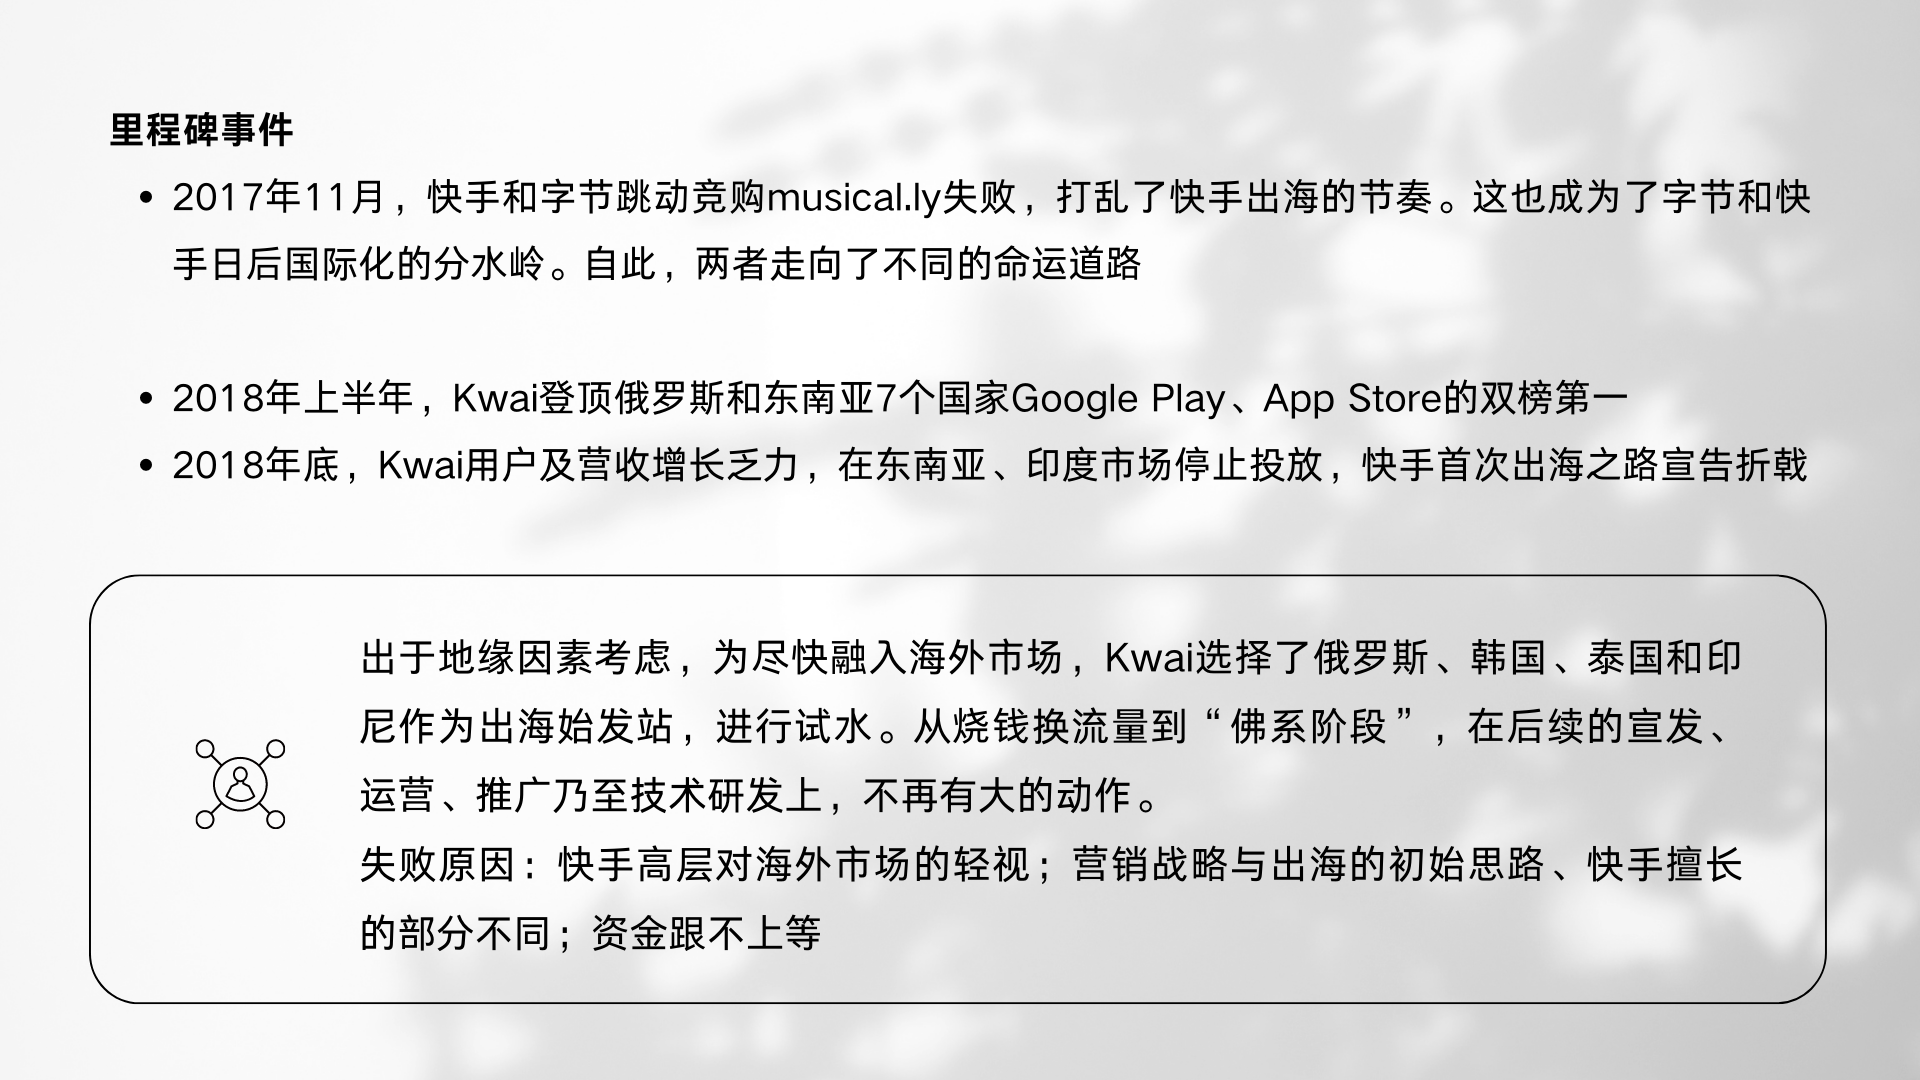 里程碑事件
• 2017年11月，快手和字节跳动竞购musical.ly失败，打乱了快手出海的节奏。这也成为了字节和快
手日后国际化的分水岭。自此，两者走向了不同的命运道路
• 2018年上半年，Kwai登顶俄罗斯和东南亚7个国家Google Play、App Store的双榜第一
• 2018年底，Kwai用户及营收增长乏力，在东南亚、印度市场停止投放，快手首次出海之路宣告折戟
出于地缘因素考虑，为尽快融入海外市场，Kwai选择了俄罗斯、韩国、泰国和印
尼作为出海始发站，进行试水。从烧钱换流量到“佛系阶段”，在后续的宣发、
运营、推广乃至技术研发上，不再有大的动作。
失败原因：快手高层对海外市场的轻视；营销战略与出海的初始思路、快手擅长
的部分不同；资金跟不上等